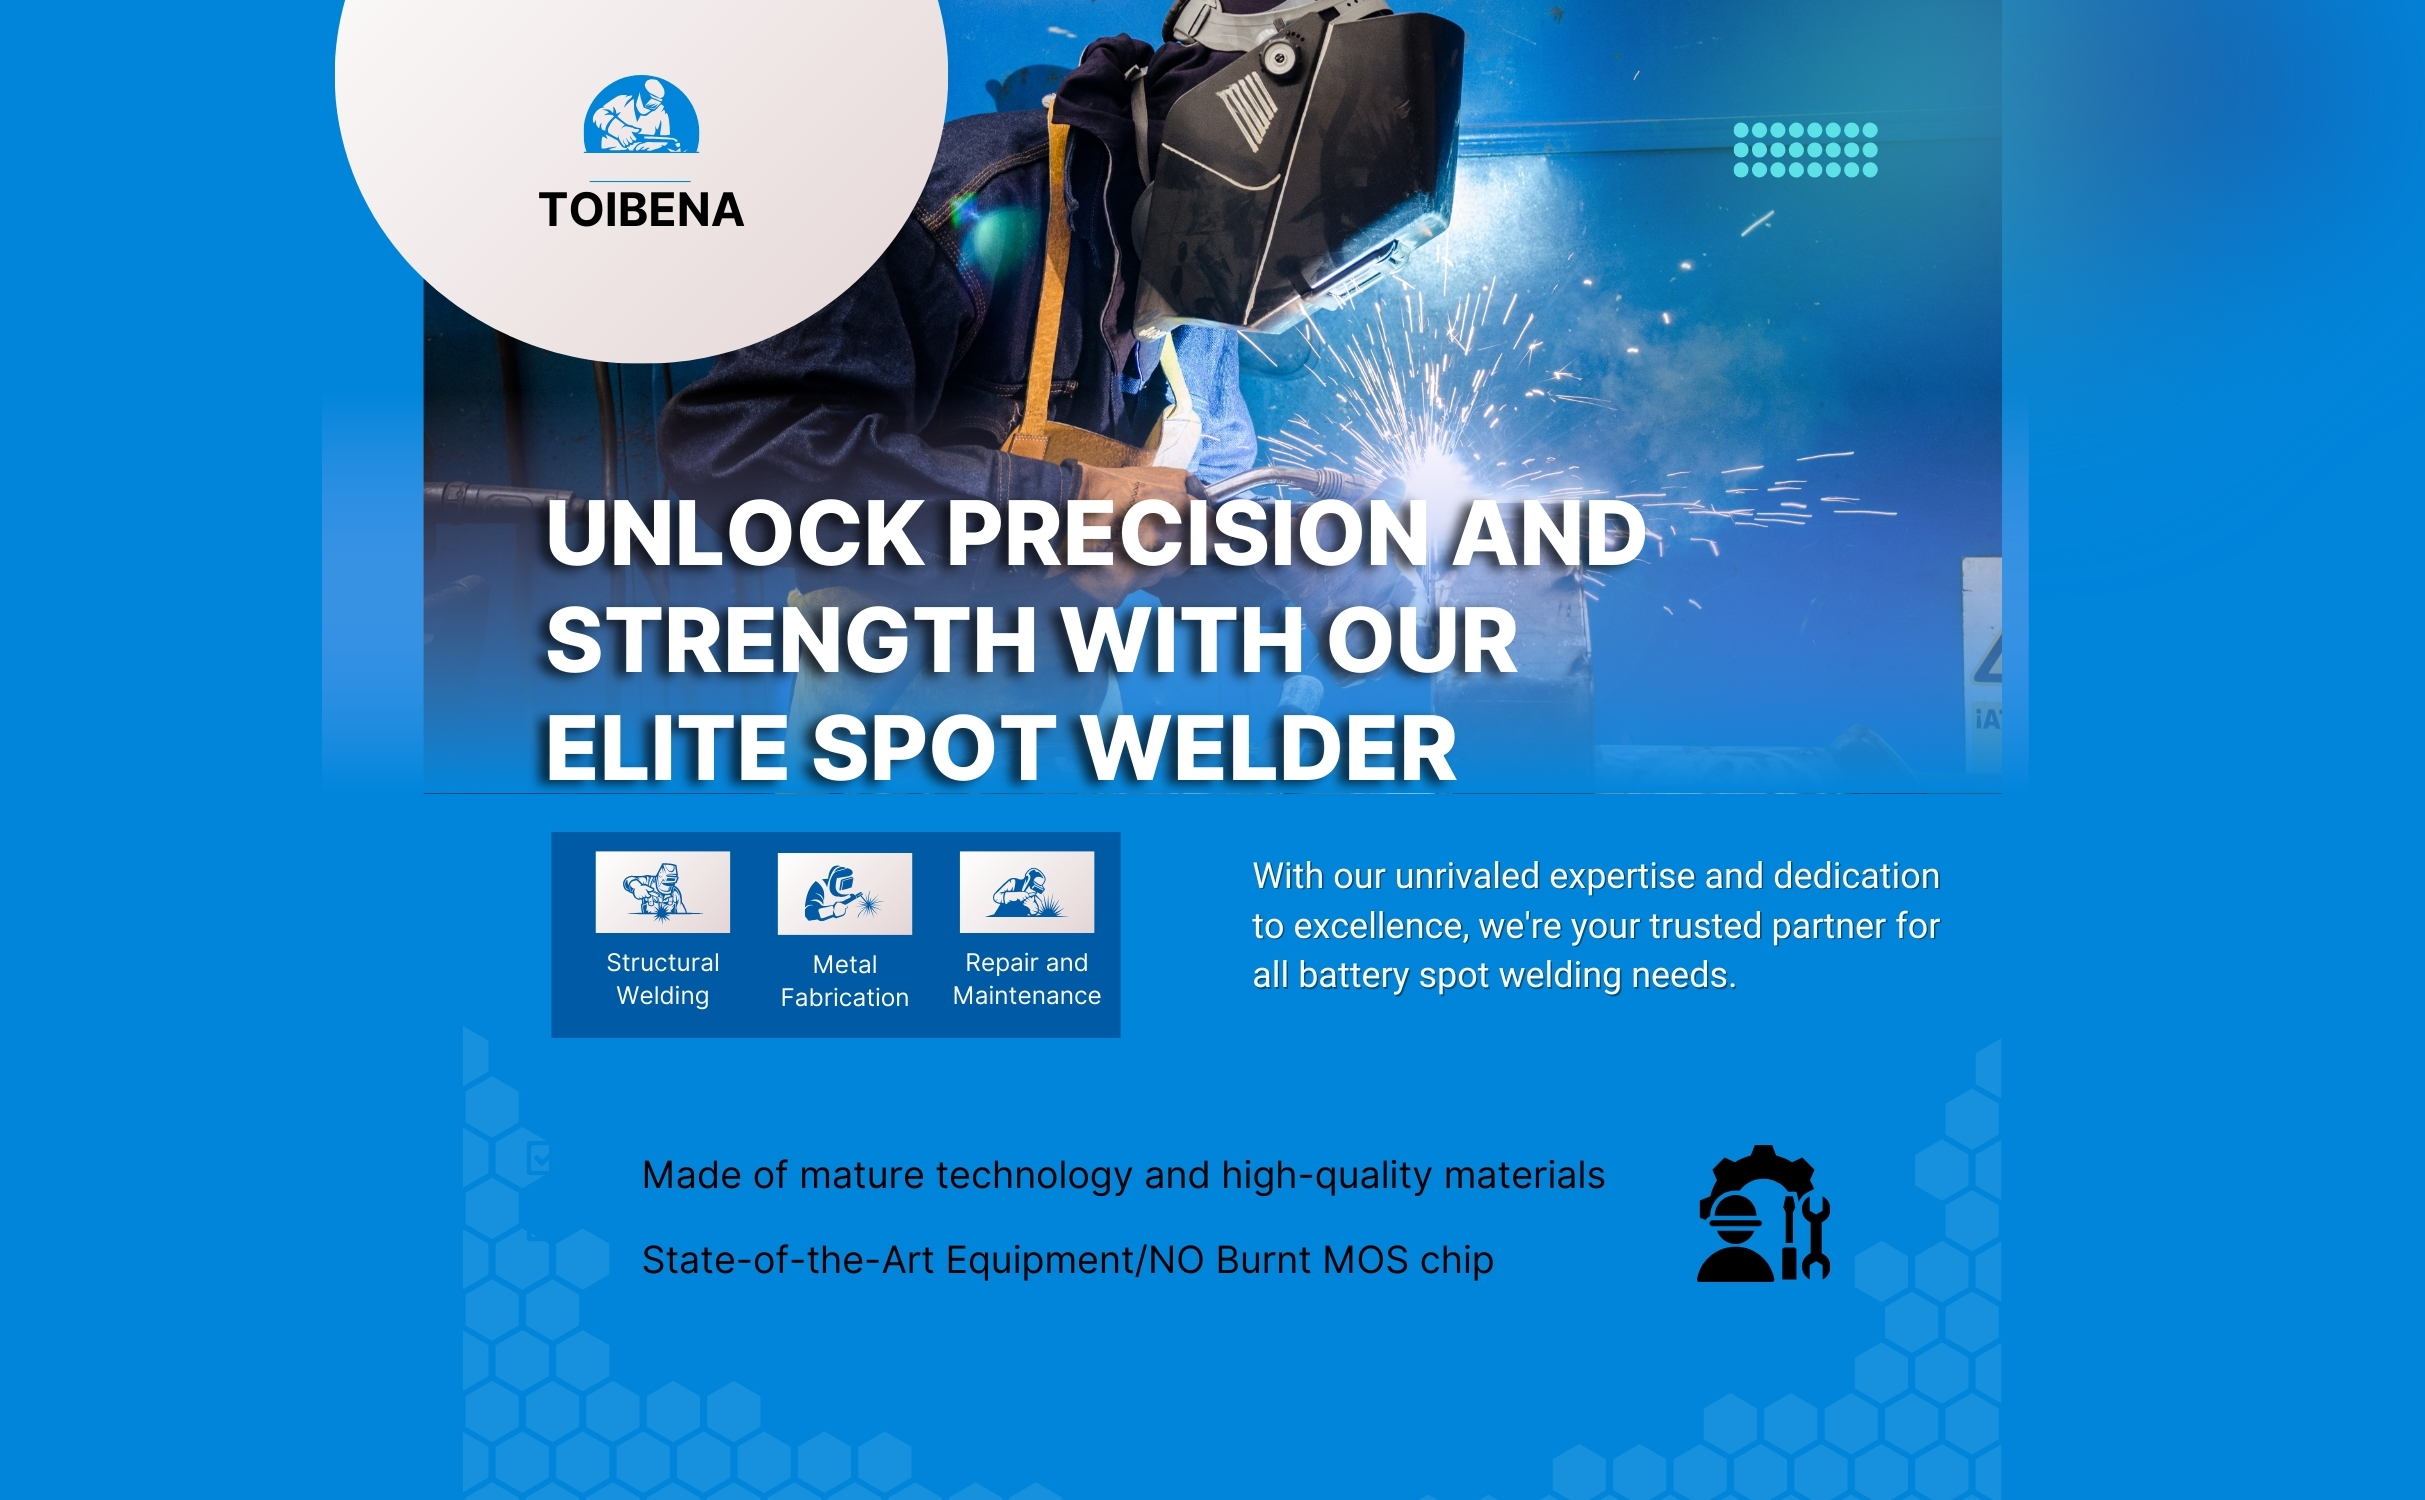 TOIBENA
UNLOCK PRECISION AND
STRENGTH WITH OUR
ELITE SPOT WELDER
Structural
Welding
Metal
Fabrication
Repair and
Maintenance
With our unrivaled expertise and dedication
to excellence, we're your trusted partner for
all battery spot welding needs.
Made of mature technology and high-quality materials
State-of-the-Art Equipment/NO Burnt MOS chip